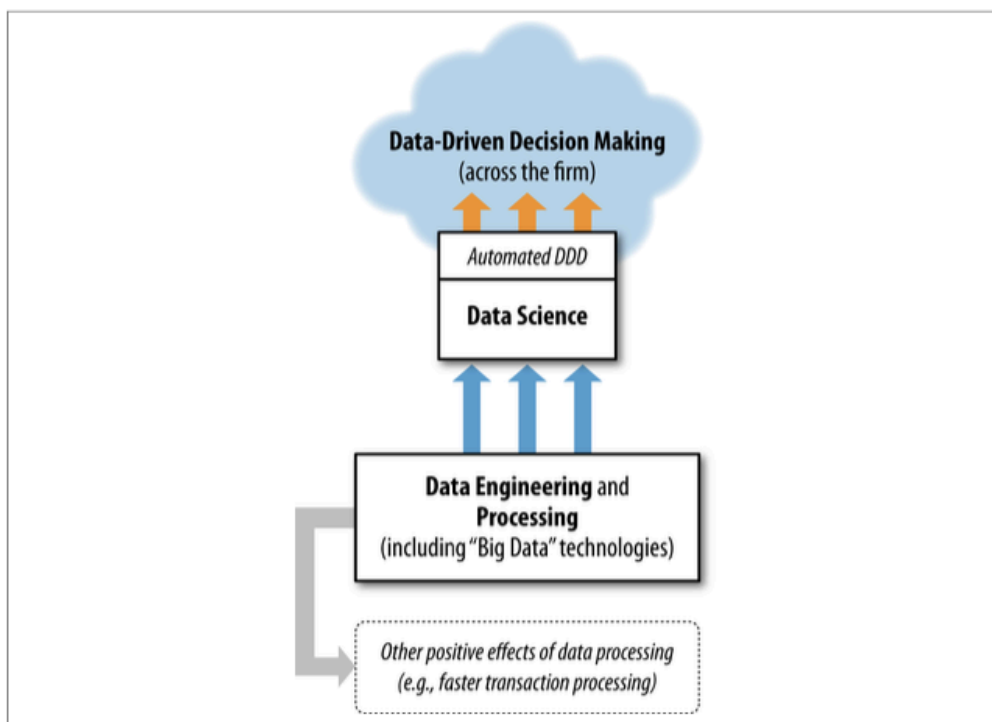 Data-Driven Decision Making
(across the firm)
Automated DDD
Data Science
Data Engineering and
Processing
(including “Big Data” technologies)
Other positive effects of data processing
(e.g., faster transaction processing)